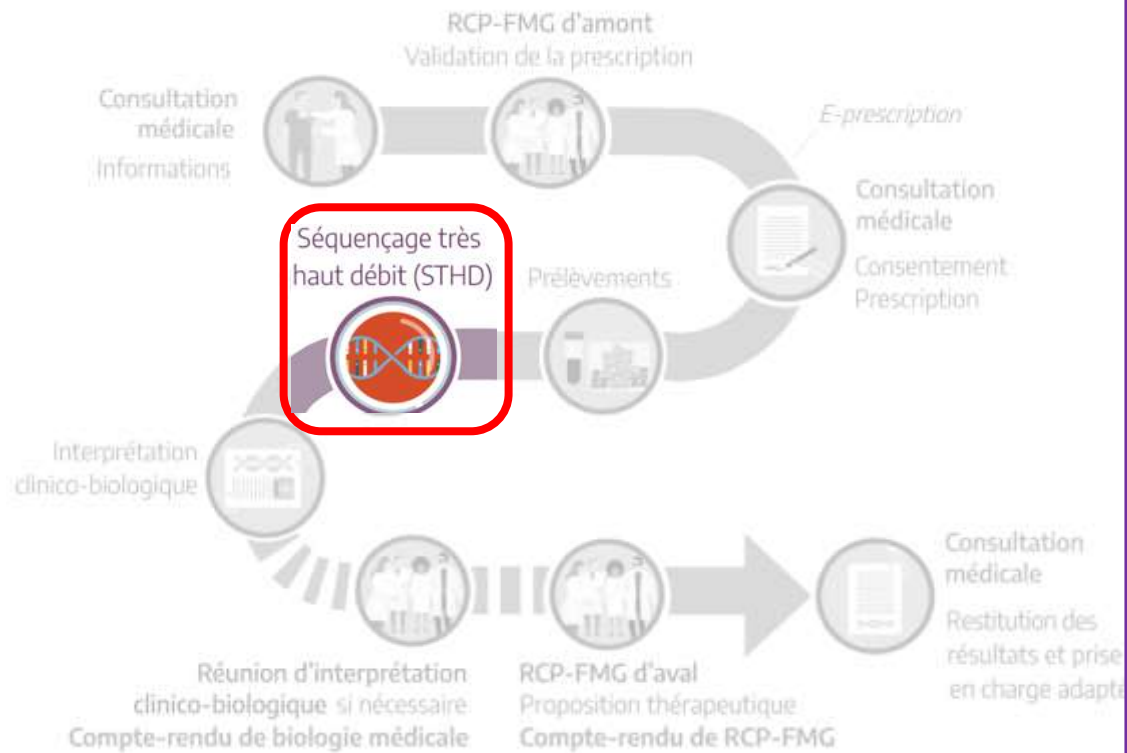 RCP-FMG d'amont
Validation de la prescription
Consultation
médicale
Informations
E-prescription
Consultation
médicale
Consentement
Prescription
Séquençage très
haut débit (STHD)
Prélèvements
Interprétation
clinico-biologique
Réunion d'interprétation
clinico-biologique si nécessaire
Compte-rendu de biologie médicale
RCP-FMG d'aval
Proposition thérapeutique
Compte-rendu de RCP-FMG
Consultation
médicale
Restitution des
résultats et prise
en charge adapte